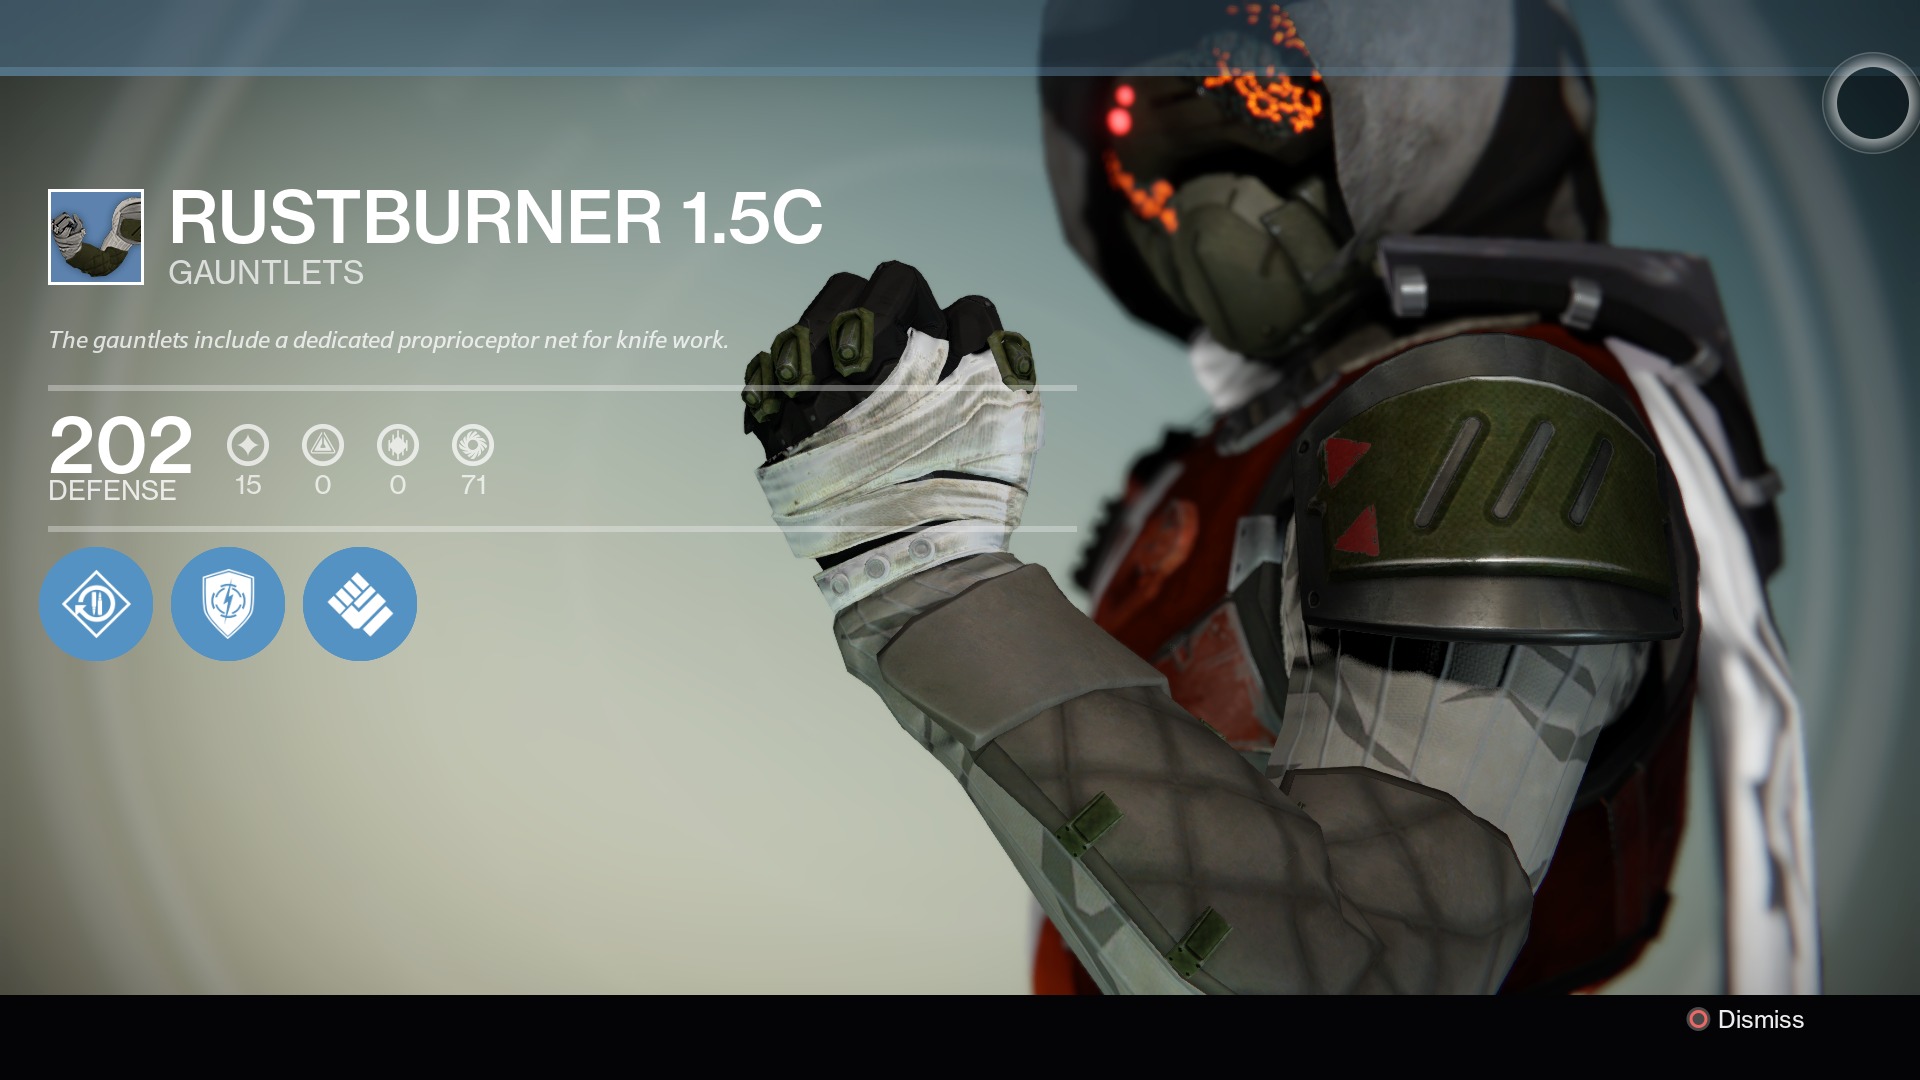 RUSTBURNER 1.5C
GAUNTLETS
The gauntlets include a dedicated proprioceptor net for knife work.
202
DEFENSE
15 0 0 71
Dismiss